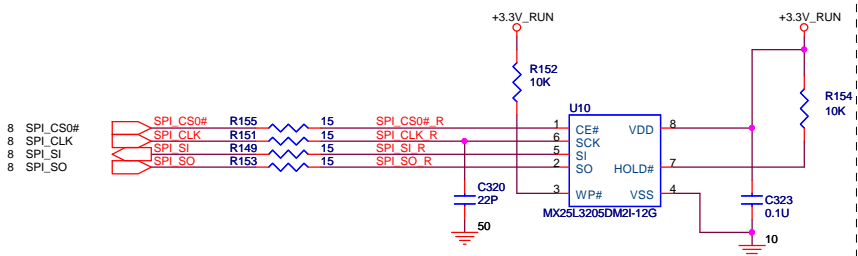 +3.3V_RUN +3.3V_RUN
R152
10K
R154
10K
U10
8 SPI_CS0# SPI_CS0# R155 15 SPI_CS0#_R 1 CE# VDD 8
8 SPI_CLK SPI_CLK R151 15 SPI_CLK_R 6 SCK
8 SPI_SI SPI_SI R149 15 SPI_SI_R 5 SI
8 SPI_SO SPI_SO R153 15 SPI_SO_R 2 SO HOLD# 7
3 WP# VSS 4
C320
22P
MX25L3205DM2I-12G
C323
0.1U
50
10